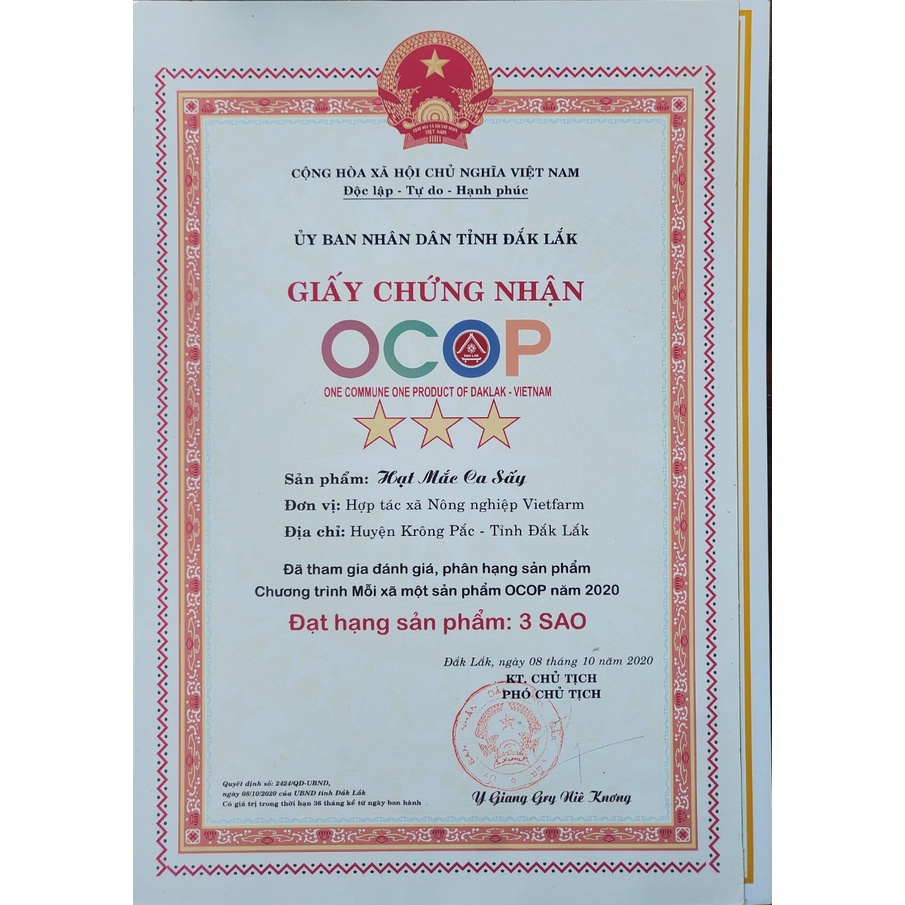 CỘNG HÒA XÃ HỘI CHỦ NGHĨA VIỆT NAM
Độc lập - Tự do - Hạnh phúc
ỦY BAN NHÂN DÂN TỈNH ĐẮK LẮK
GIẤY CHỨNG NHẬN
OCOP
DAK LAK
ONE COMMUNE ONE PRODUCT OF DAKLAK - VIETNAM
Sản phẩm: Hạt Mắc Ca Sấy
Đơn vị: Hợp tác xã Nông nghiệp Vietfarm
Địa chỉ: Huyện Krông Pắc - Tỉnh Đắk Lắk
Đã tham gia đánh giá, phân hạng sản phẩm
Chương trình Mỗi xã một sản phẩm OCOP năm 2020
Đạt hạng sản phẩm: 3 SAO
Đắk Lắk, ngày 08 tháng 10 năm 2020
KT. CHỦ TỊCH
PHÓ CHỦ TỊCH
Y Giang Gry Niê Knơng
Quyết định số: 2424/QĐ-UBND,
ngày 08/10/2020 của UBND tỉnh Đắk Lắk
Có giá trị trong thời hạn 36 tháng kể từ ngày ban hành